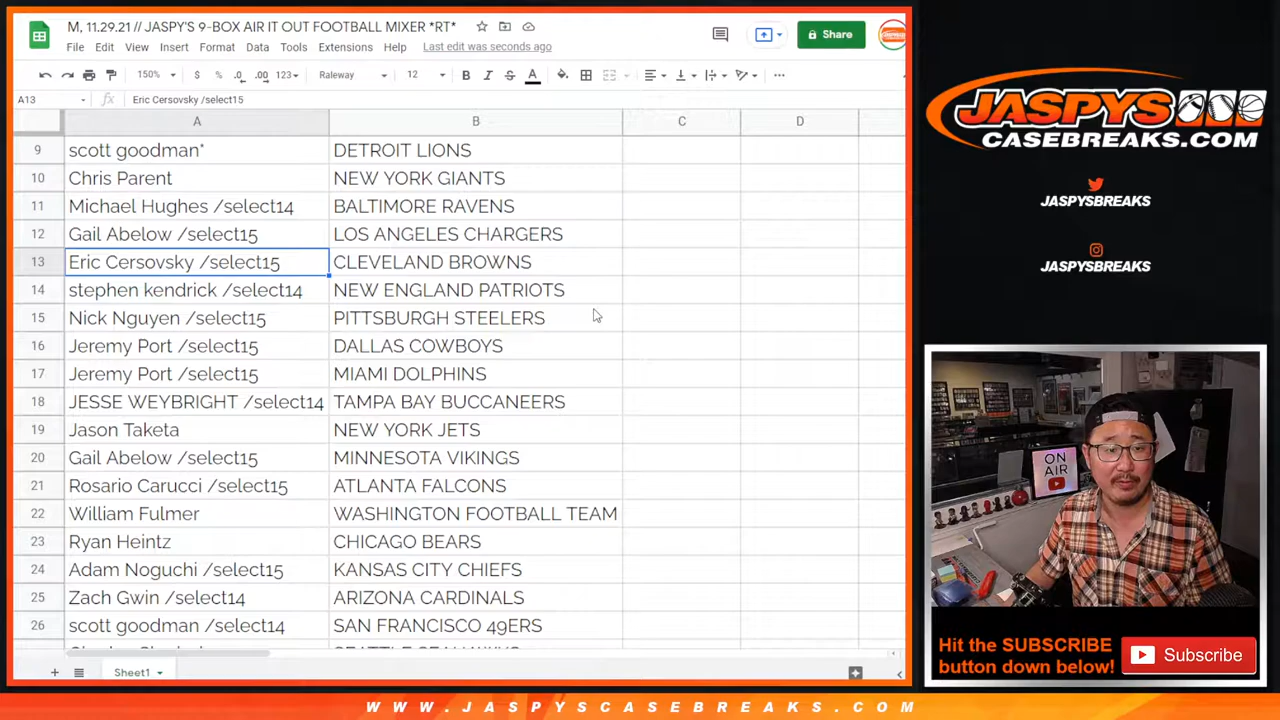 M, 11.29.21 // JASPY'S 9-BOX AIR IT OUT FOOTBALL MIXER *RT*
File Edit View Insert Format Data Tools Extensions Help Last edit was seconds ago
Share
150% $ % .0 .00 123 Raleway 12 B I S A
A13 fx Eric Cersovsky /select15
A B C D
9 scott goodman* DETROIT LIONS
10 Chris Parent NEW YORK GIANTS
11 Michael Hughes /select14 BALTIMORE RAVENS
12 Gail Abelow /select15 LOS ANGELES CHARGERS
13 Eric Cersovsky /select15 CLEVELAND BROWNS
14 stephen kendrick /select14 NEW ENGLAND PATRIOTS
15 Nick Nguyen /select15 PITTSBURGH STEELERS
16 Jeremy Port /select15 DALLAS COWBOYS
17 Jeremy Port /select15 MIAMI DOLPHINS
18 JESSE WEYBRIGHT /select14 TAMPA BAY BUCCANEERS
19 Jason Taketa NEW YORK JETS
20 Gail Abelow /select15 MINNESOTA VIKINGS
21 Rosario Carucci /select15 ATLANTA FALCONS
22 William Fulmer WASHINGTON FOOTBALL TEAM
23 Ryan Heintz CHICAGO BEARS
24 Adam Noguchi /select15 KANSAS CITY CHIEFS
25 Zach Gwin /select14 ARIZONA CARDINALS
26 scott goodman /select14 SAN FRANCISCO 49ERS
Sheet1
JASPYS
CASEBREAKS.COM
JASPYSBREAKS
JASPYSBREAKS
ON
AIR
Hit the SUBSCRIBE
button down below!
Subscribe
WWW.JASPYSCASEBREAKS.COM